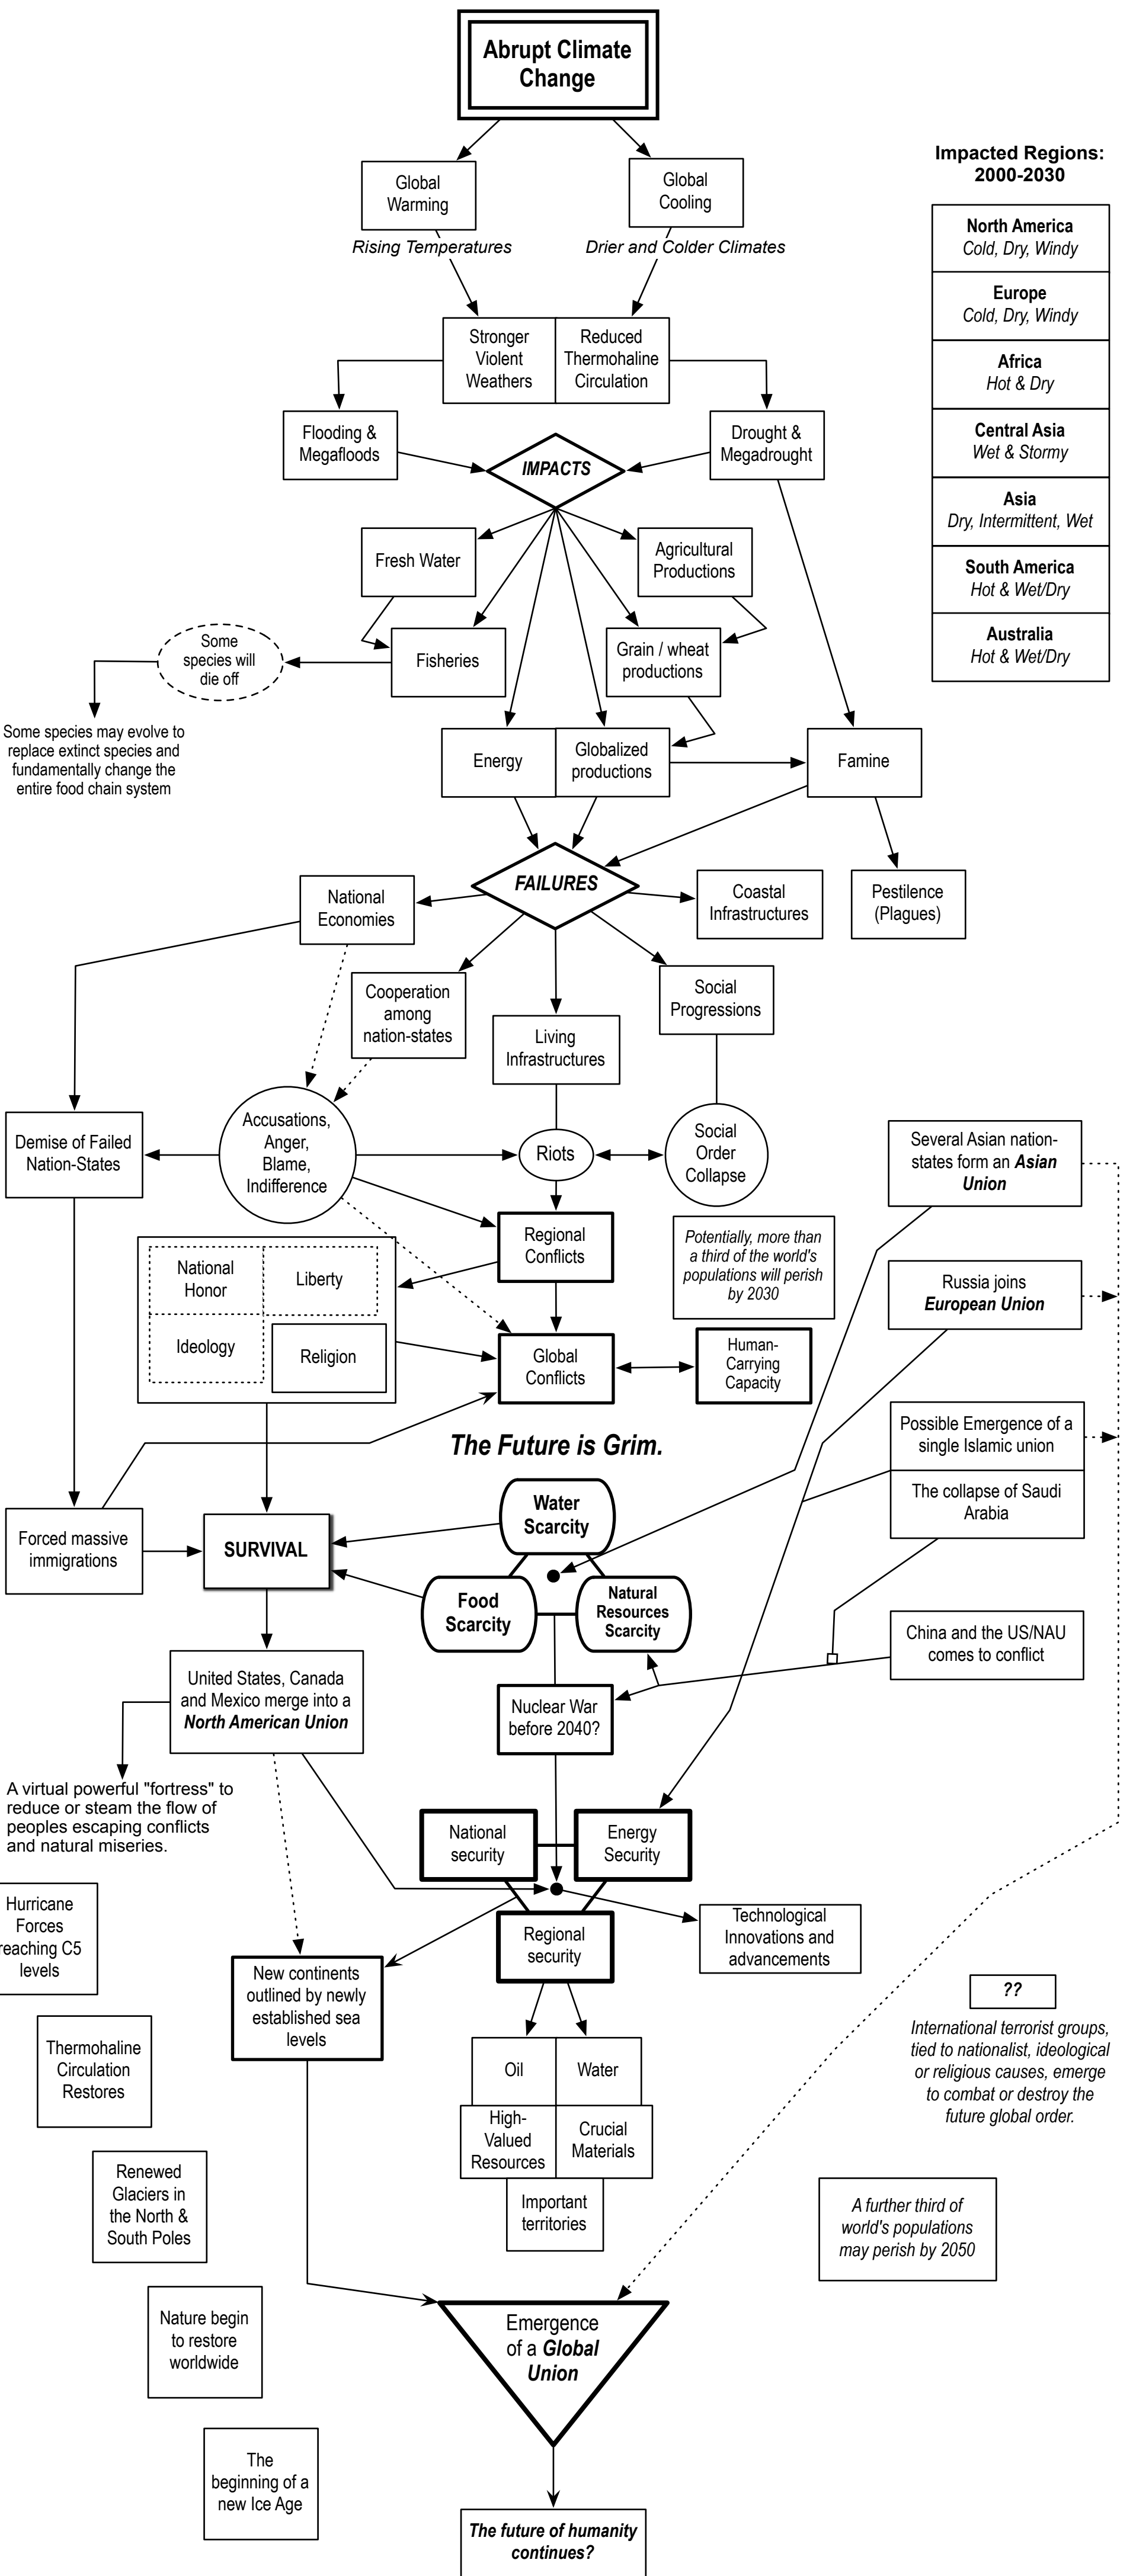 Abrupt Climate
Change
Global
Warming
Global
Cooling
Rising Temperatures
Drier and Colder Climates
Impacted Regions:
2000-2030
North America
Cold, Dry, Windy
Europe
Cold, Dry, Windy
Africa
Hot & Dry
Central Asia
Wet & Stormy
Asia
Dry, Intermittent, Wet
South America
Hot & Wet/Dry
Australia
Hot & Wet/Dry
Stronger
Violent
Weathers
Reduced
Thermohaline
Circulation
Flooding &
Megafloods
IMPACTS
Drought &
Megadrought
Fresh Water
Agricultural
Productions
Some
species will
die off
Fisheries
Grain / wheat
productions
Some species may evolve to
replace extinct species and
fundamentally change the
entire food chain system
Energy
Globalized
productions
Famine
FAILURES
National
Economies
Coastal
Infrastructures
Pestilence
(Plagues)
Cooperation
among
nation-states
Living
Infrastructures
Social
Progressions
Demise of Failed
Nation-States
Accusations,
Anger,
Blame,
Indifference
Riots
Social
Order
Collapse
Several Asian nation-
states form an Asian
Union
National
Honor
Liberty
Ideology
Religion
Regional
Conflicts
Potentially, more than
a third of the world's
populations will perish
by 2030
Russia joins
European Union
Global
Conflicts
Human-
Carrying
Capacity
Possible Emergence of a
single Islamic union
The collapse of Saudi
Arabia
The Future is Grim.
Forced massive
immigrations
SURVIVAL
Water
Scarcity
Food
Scarcity
Natural
Resources
Scarcity
China and the US/NAU
comes to conflict
United States, Canada
and Mexico merge into a
North American Union
Nuclear War
before 2040?
A virtual powerful "fortress" to
reduce or steam the flow of
peoples escaping conflicts
and natural miseries.
National
security
Energy
Security
Hurricane
Forces
reaching C5
levels
Regional
security
Technological
Innovations and
advancements
New continents
outlined by newly
established sea
levels
??
International terrorist groups,
tied to nationalist, ideological
or religious causes, emerge
to combat or destroy the
future global order.
Thermohaline
Circulation
Restores
Oil
Water
High-
Valued
Resources
Crucial
Materials
Important
territories
Renewed
Glaciers in
the North &
South Poles
A further third of
world's populations
may perish by 2050
Nature begin
to restore
worldwide
Emergence
of a Global
Union
The
beginning of a
new Ice Age
The future of humanity
continues?